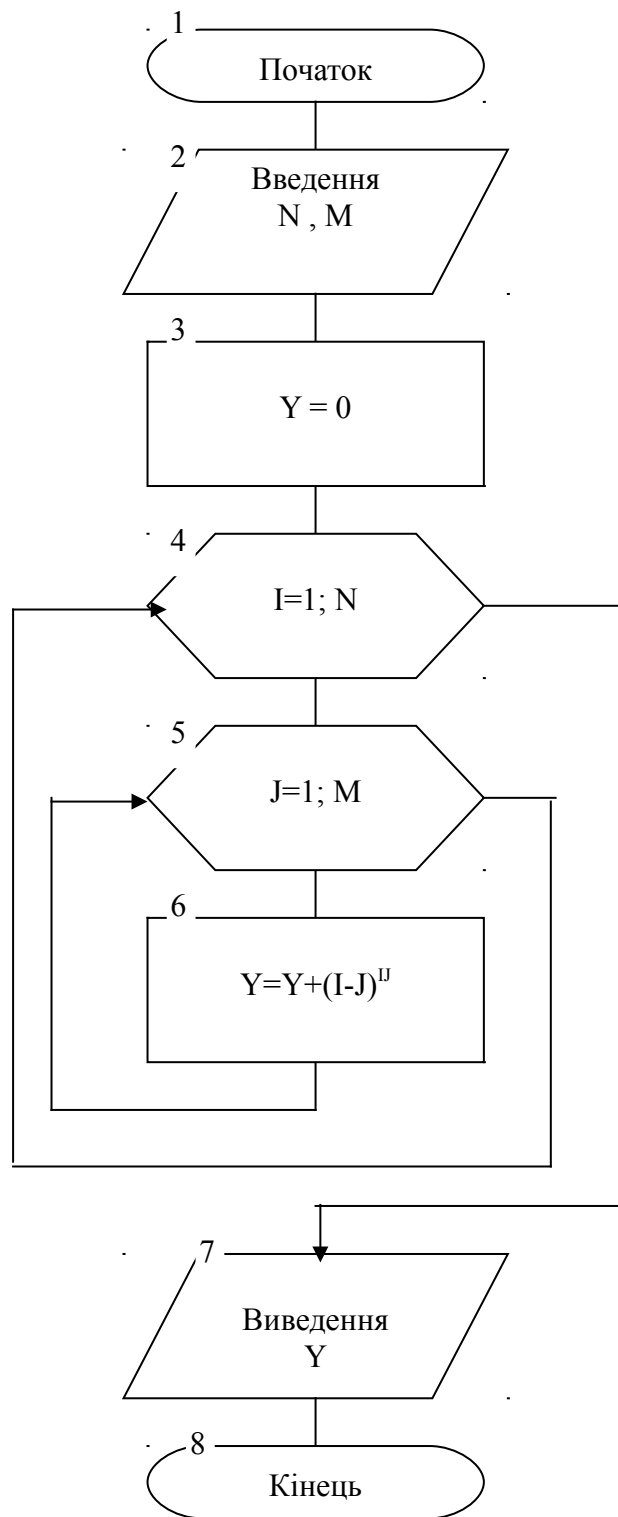 1
Початок
2
Введення
N , M
3
Y = 0
4
I=1; N
5
J=1; M
6
Y=Y+(I-J)^IJ
7
Виведення
Y
8
Кінець